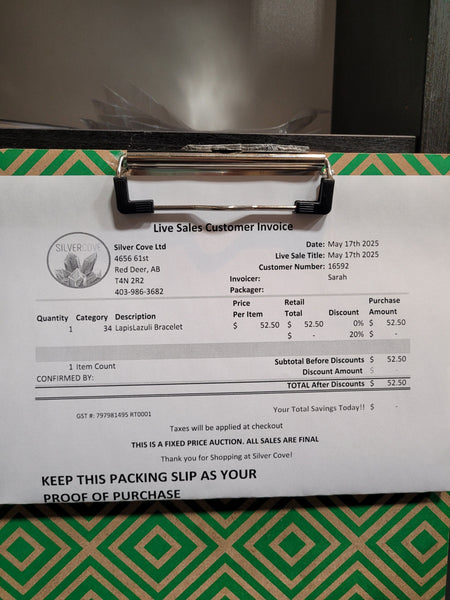 Live Sales Customer Invoice
SILVERCOVE
Silver Cove Ltd
4656 61st
Red Deer, AB
T4N 2R2
403-986-3682
Date: May 17th 2025
Live Sale Title: May 17th 2025
Customer Number: 16592
Invoicer: Sarah
Packager:
Quantity Category Description Price Per Item Retail Total Discount Purchase Amount
1 34 LapisLazuli Bracelet $ 52.50 $ 52.50 0% $ 52.50
$ - 20% $ -
1 Item Count Subtotal Before Discounts $ 52.50
Discount Amount $ -
CONFIRMED BY: TOTAL After Discounts $ 52.50
GST #: 797981495 RT0001 Your Total Savings Today!! $ -
Taxes will be applied at checkout
THIS IS A FIXED PRICE AUCTION. ALL SALES ARE FINAL
Thank you for Shopping at Silver Cove!
KEEP THIS PACKING SLIP AS YOUR
PROOF OF PURCHASE